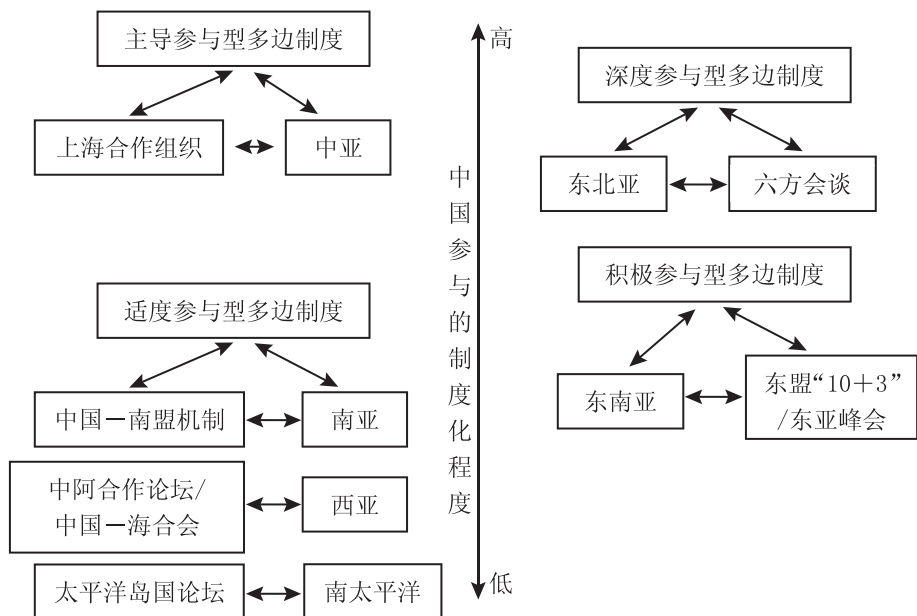 主导参与型多边制度
上海合作组织
中亚
高
深度参与型多边制度
东北亚
六方会谈
中国参与的制度化程度
积极参与型多边制度
东南亚
东盟“10+3”
/东亚峰会
适度参与型多边制度
中国－南盟机制
南亚
中阿合作论坛/
中国－海合会
西亚
太平洋岛国论坛
南太平洋
低